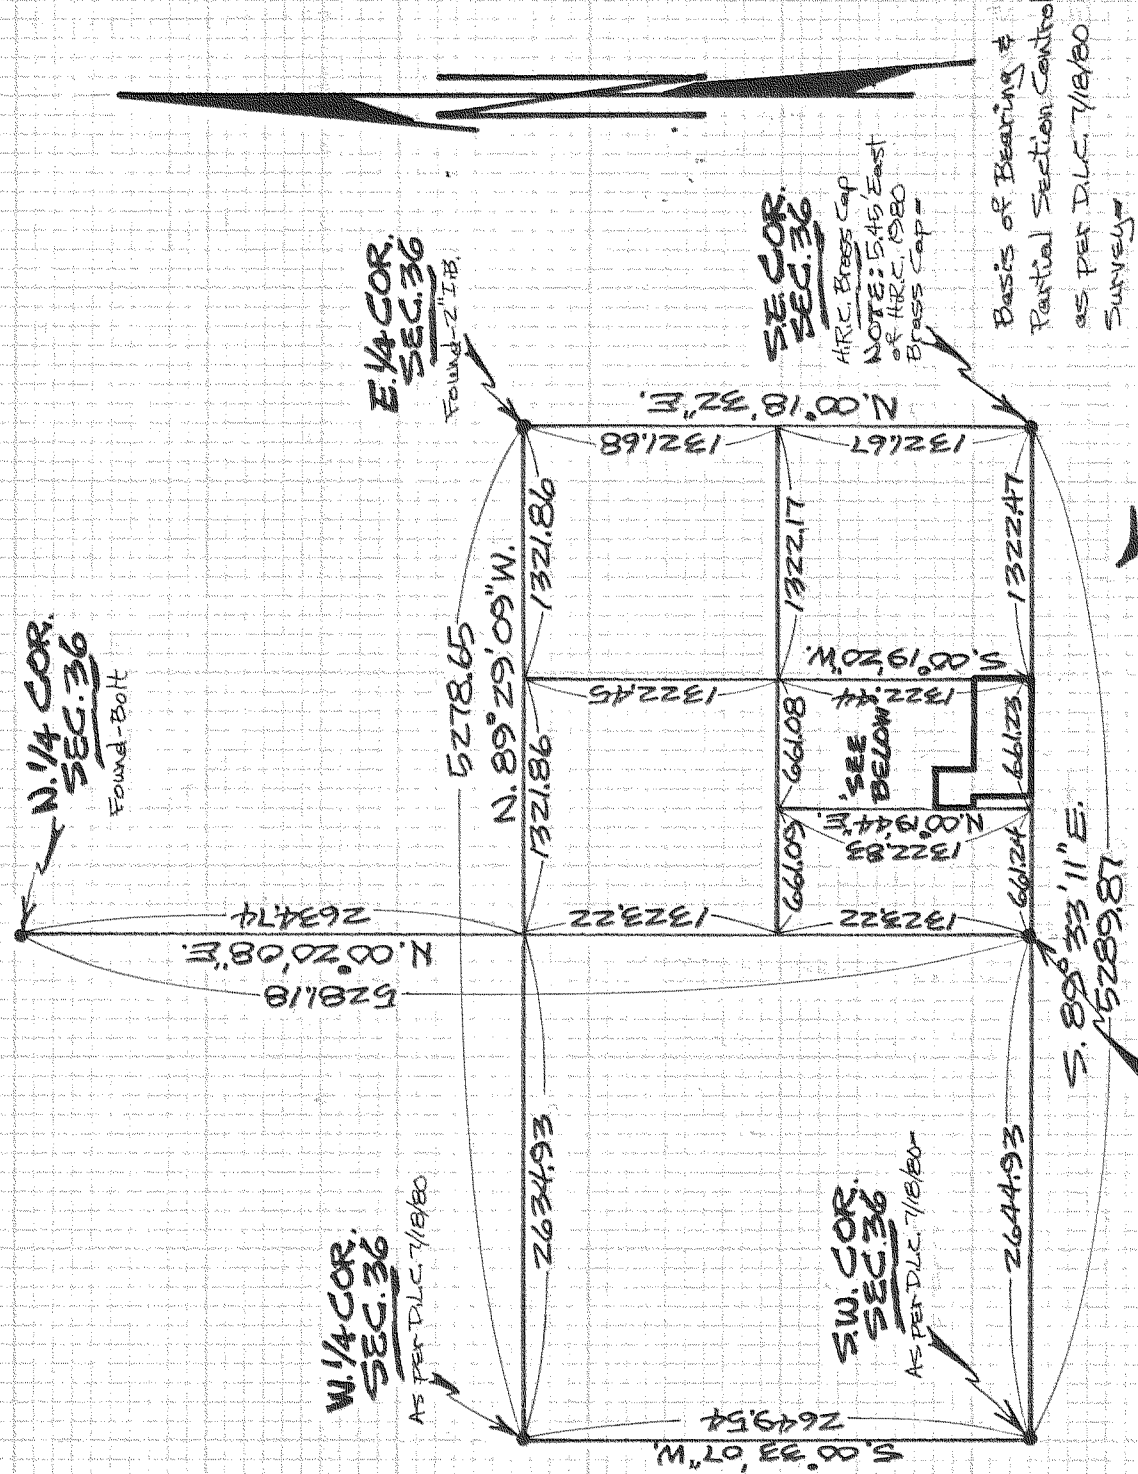 N. 1/4 COR.
SEC. 36
Found-Bolt
E. 1/4 COR.
SEC. 36
Found-2" I.B.
S.E. COR.
SEC. 36
H.R.C. Brass Cap
NOTE: 5.45' East
of H.R.C. 1980
Brass Cap-
Basis of Bearing &
Partial Section Control
as per D.L.C. 7/18/80
Survey-
W. 1/4 COR.
SEC. 36
As per D.L.C. 7/18/80
S.W. COR.
SEC. 36
As per D.L.C. 7/18/80-
5278.65
N. 89° 29' 09" W.
2634.93
1321.86
1321.86
2634.74
N. 00° 20' 08" E.
5281.18
1323.22
1323.22
1322.45
1322.44
S. 00° 19' 20" W.
1321.68
1321.67
N. 00° 18' 32" E.
661.09
661.08
1322.17
N. 00° 19' 44" E.
1322.83
'SEE
BELOW'
661.24
661.23
1322.47
2644.93
S. 89° 33' 11" E.
5289.87
2649.54
S. 00° 33' 07" W.